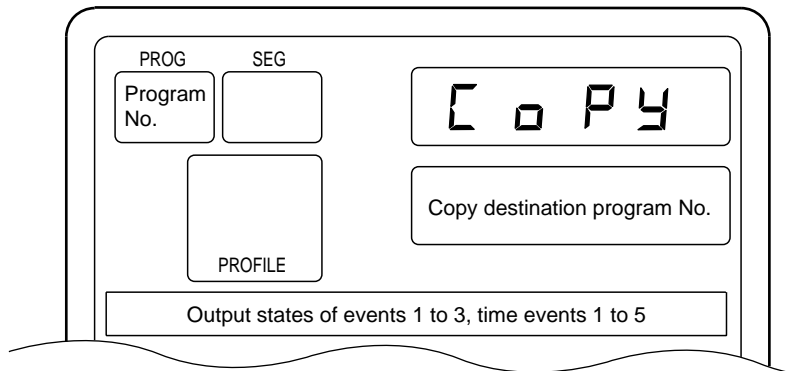 PROG SEG
Program
No.
CoPY
Copy destination program No.
PROFILE
Output states of events 1 to 3, time events 1 to 5